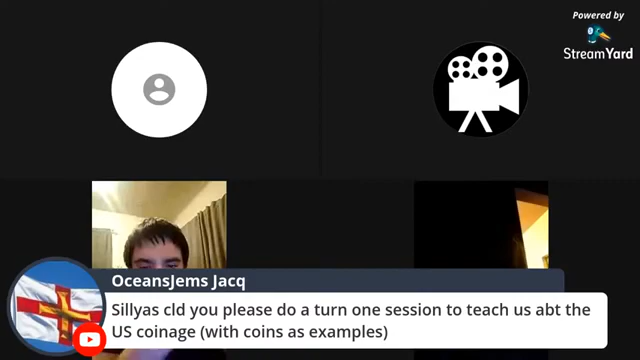 Powered by
StreamYard
OceansJems Jacq
Sillyas cld you please do a turn one session to teach us abt the
US coinage (with coins as examples)